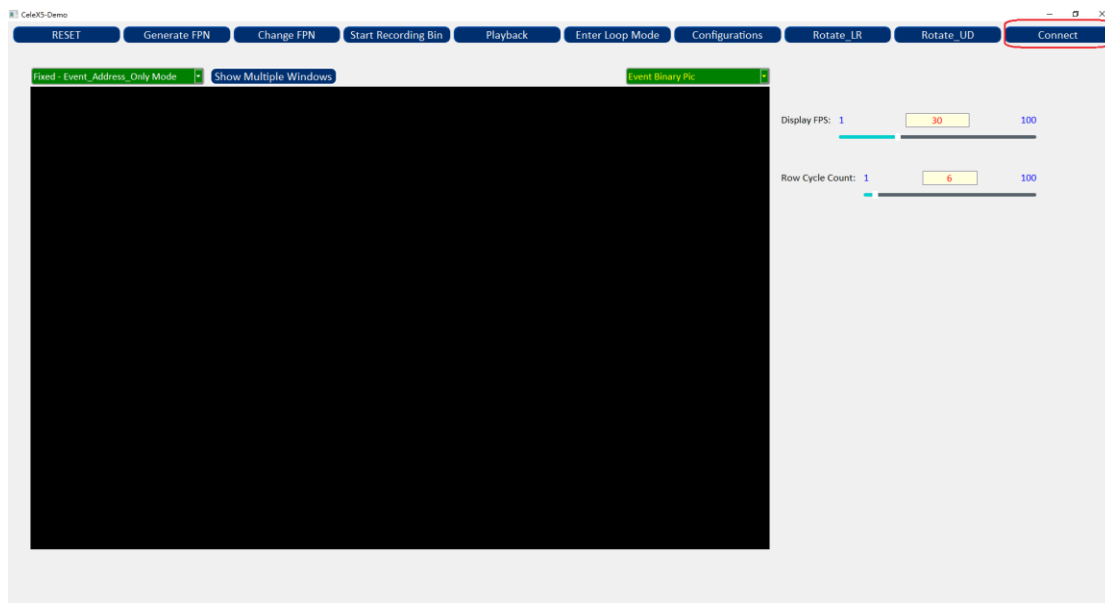 CeleX5-Demo
RESET Generate FPN Change FPN Start Recording Bin Playback Enter Loop Mode Configurations Rotate_LR Rotate_UD Connect
Fixed - Event_Address_Only Mode Show Multiple Windows Event Binary Pic
Display FPS: 1 30 100
Row Cycle Count: 1 6 100